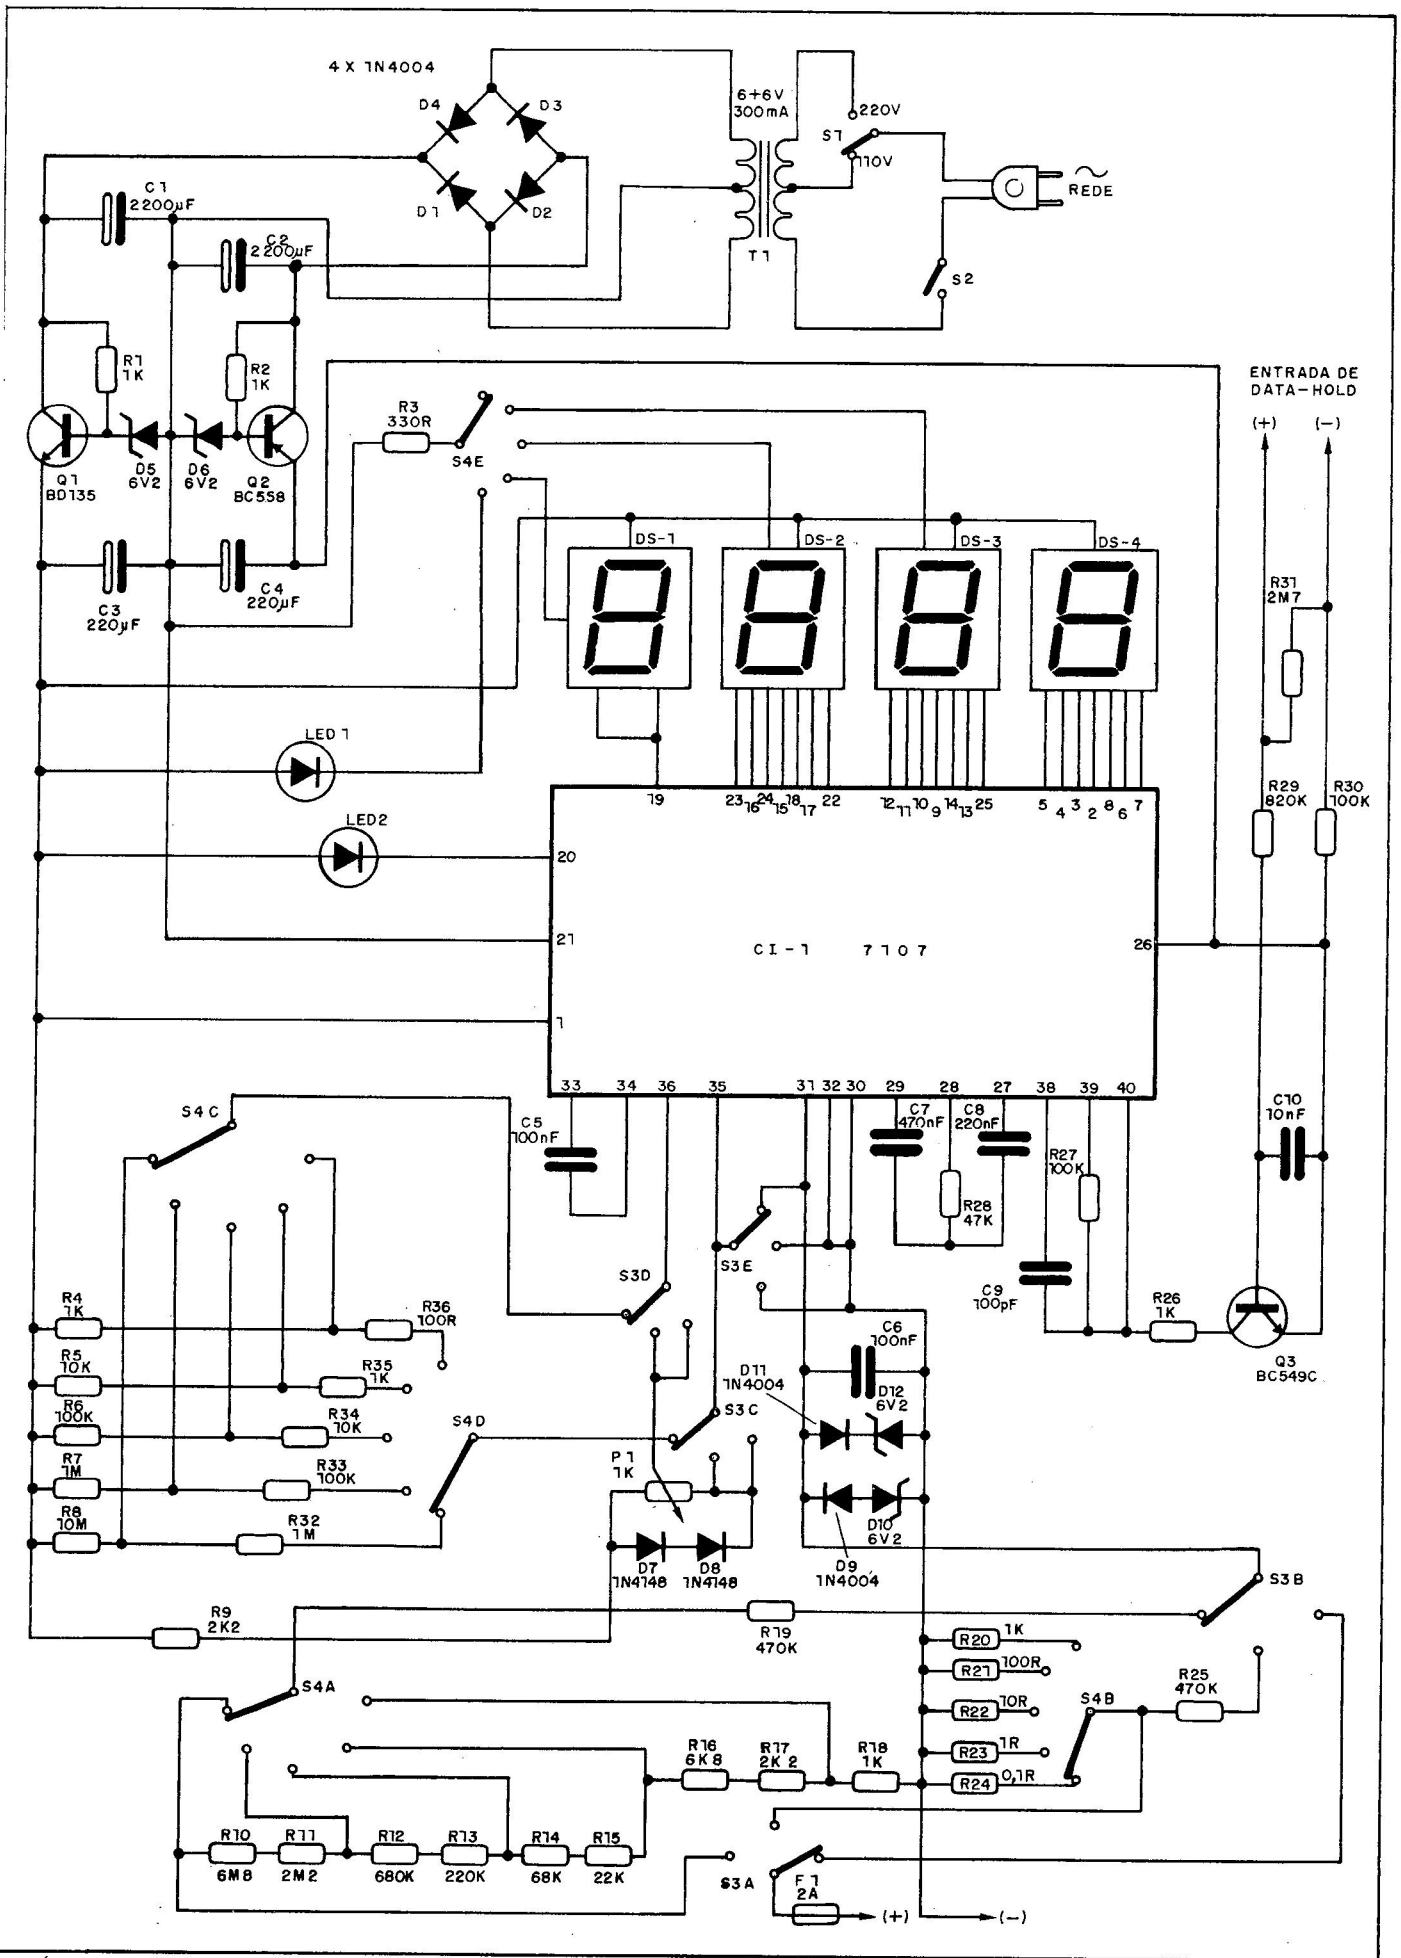 4 X 1N4004
D4
D3
D1
D2
6+6V
300mA
T1
220V
S1
110V
REDE
S2
C1
2200µF
C2
2200µF
R1
1K
R2
1K
Q1
BD135
D5
6V2
D6
6V2
Q2
BC558
C3
220µF
C4
220µF
R3
330R
S4E
DS-1
DS-2
DS-3
DS-4
ENTRADA DE
DATA-HOLD
(+)
(-)
R31
2M7
R29
820K
R30
100K
LED 1
LED2
19
23 16 24 15 18 17 22
12 11 10 9 14 13 25
5 4 3 2 8 6 7
20
21
1
CI-1 7107
26
33 34 36 35 31 32 30 29 28 27 38 39 40
S4C
C5
100nF
C7
470nF
C8
220nF
R28
47K
R27
100K
C10
10nF
S3D
S3E
C9
100pF
R26
1K
Q3
BC549C
R4
1K
R36
100R
R5
10K
R35
1K
R6
100K
R34
10K
R7
1M
R33
100K
R8
10M
R32
1M
S4D
S3C
P1
1K
C6
100nF
D11
1N4004
D12
6V2
D10
6V2
D9
1N4004
D7
1N4148
D8
1N4148
S3B
R9
2K2
R19
470K
R20 1K
R21 100R
R22 10R
R23 1R
R24 0,1R
S4B
R25
470K
S4A
R16
6K8
R17
2K2
R18
1K
R10
6M8
R11
2M2
R12
680K
R13
220K
R14
68K
R15
22K
S3A
F1
2A
(+)
(-)